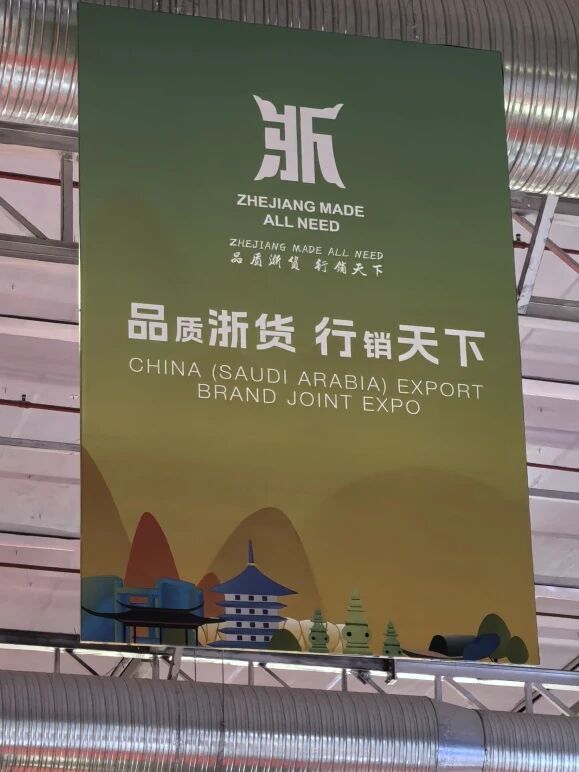 浙
ZHEJIANG MADE
ALL NEED
ZHEJIANG MADE ALL NEED
品质浙货 行销天下
品质浙货 行销天下
CHINA (SAUDI ARABIA) EXPORT
BRAND JOINT EXPO